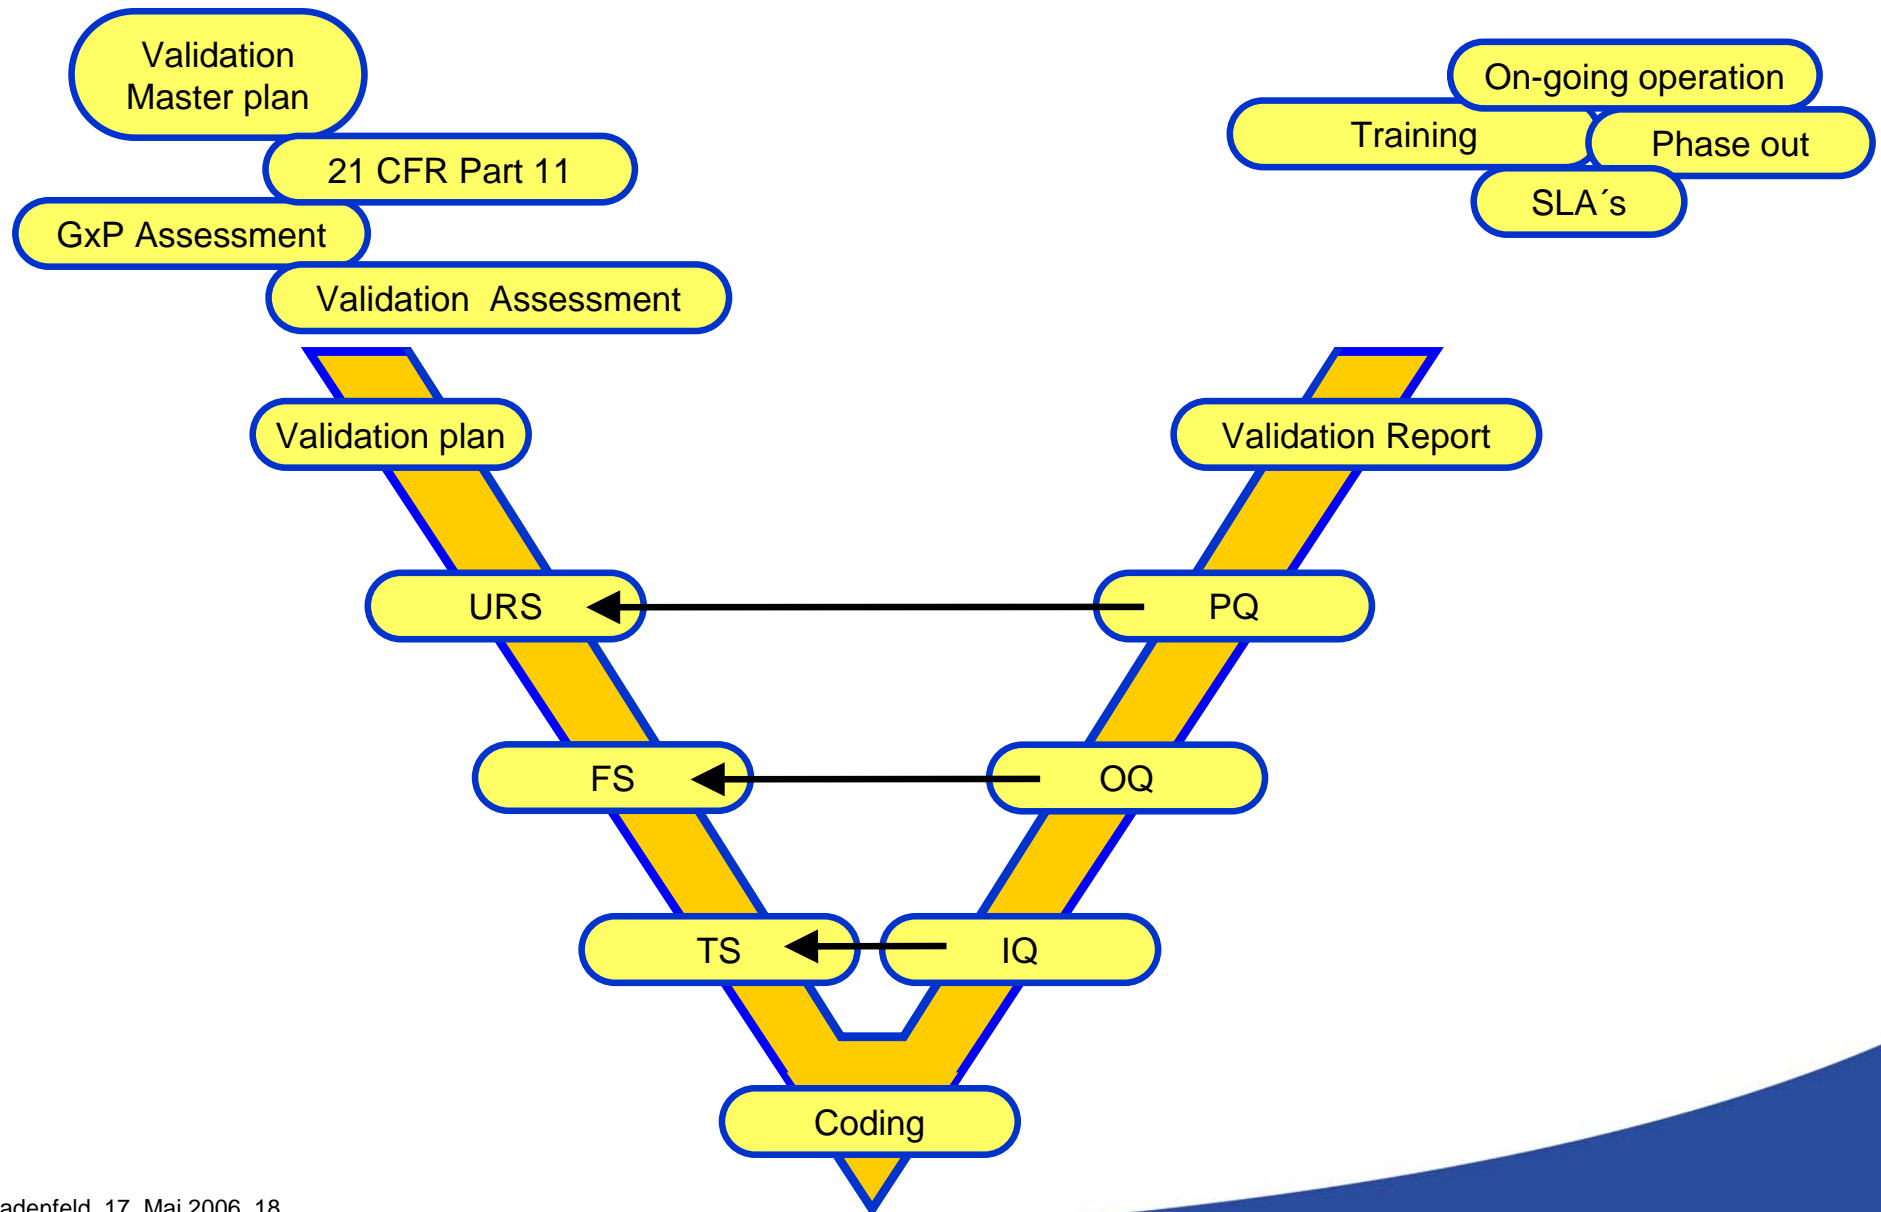 Validation
Master plan
21 CFR Part 11
GxP Assessment
Validation Assessment
On-going operation
Training
Phase out
SLA´s
Validation plan
Validation Report
URS
PQ
FS
OQ
TS
IQ
Coding
17. Mai 2006, 18